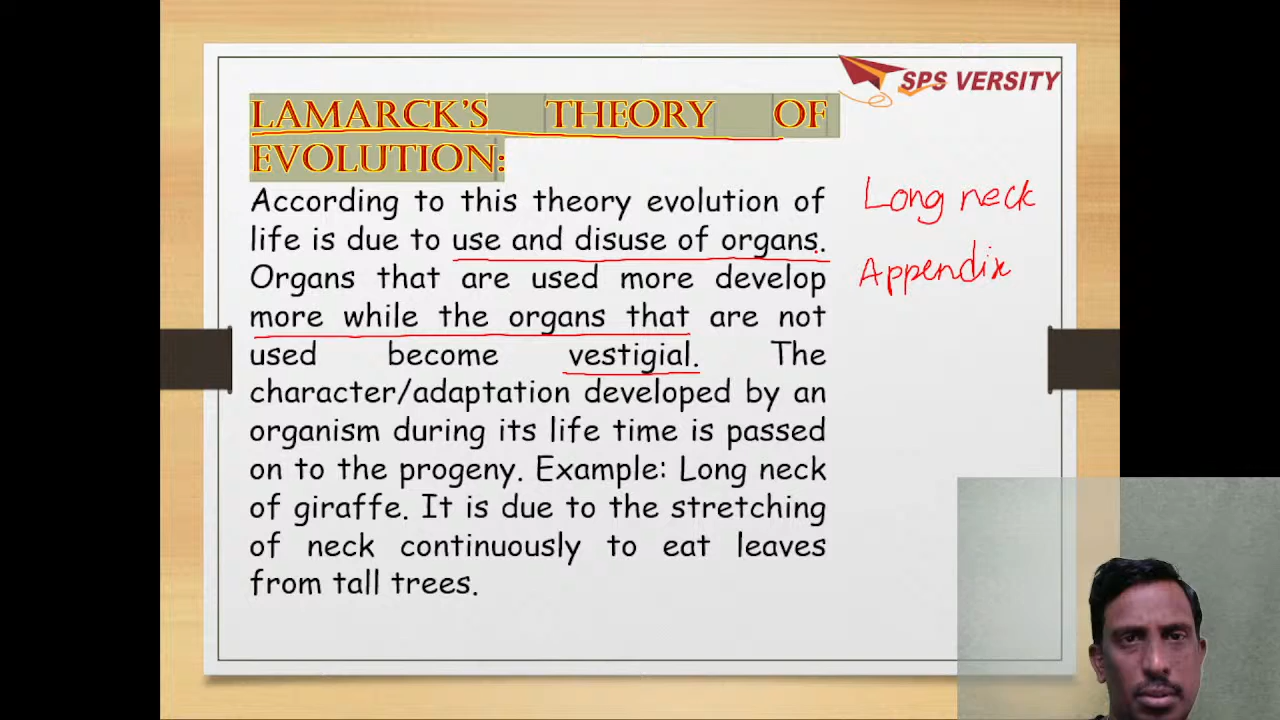 SPS VERSITY
LAMARCK'S THEORY OF
EVOLUTION:
According to this theory evolution of
life is due to use and disuse of organs.
Organs that are used more develop
more while the organs that are not
used become vestigial. The
character/adaptation developed by an
organism during its life time is passed
on to the progeny. Example: Long neck
of giraffe. It is due to the stretching
of neck continuously to eat leaves
from tall trees.
Long neck
Appendix